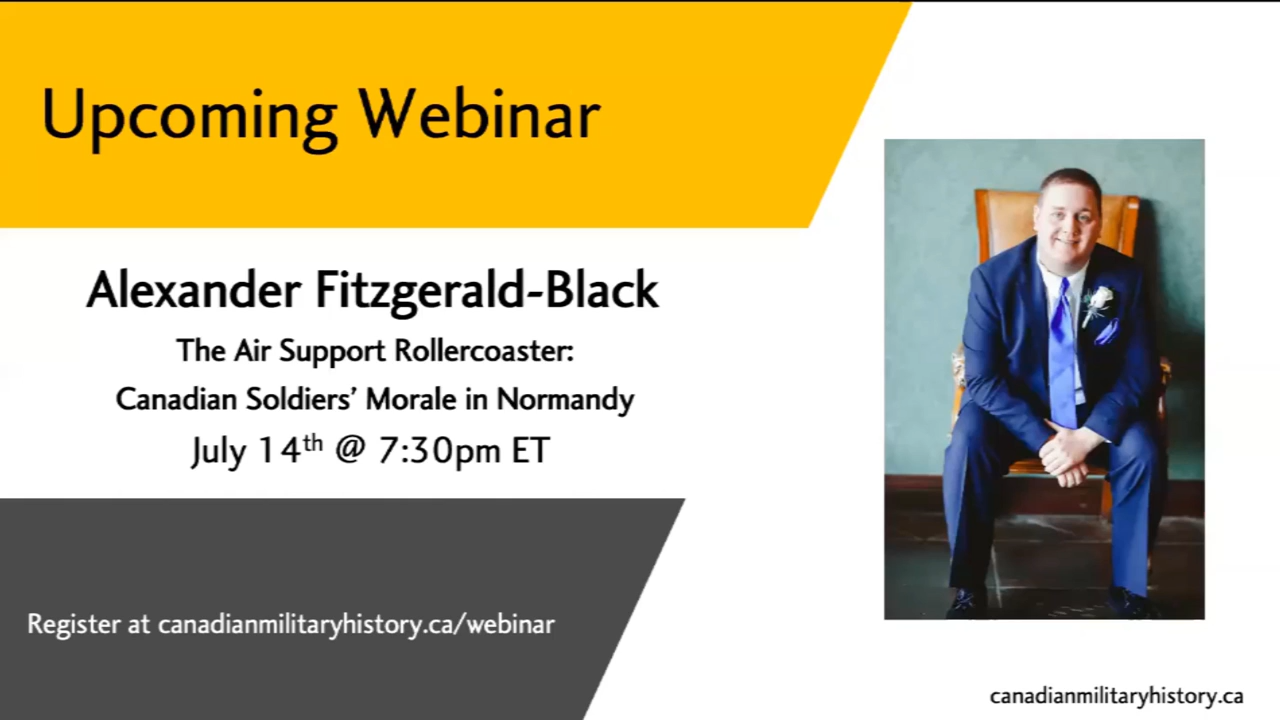 Upcoming Webinar
Alexander Fitzgerald-Black
The Air Support Rollercoaster:
Canadian Soldiers’ Morale in Normandy
July 14th @ 7:30pm ET
Register at canadianmilitaryhistory.ca/webinar
canadianmilitaryhistory.ca